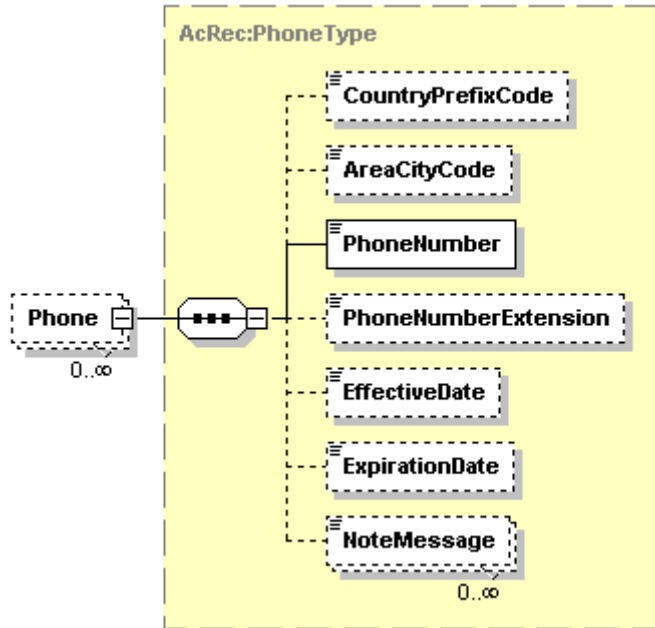 AcRec:PhoneType
CountryPrefixCode
AreaCityCode
PhoneNumber
Phone
0..∞
PhoneNumberExtension
EffectiveDate
ExpirationDate
NoteMessage
0..∞